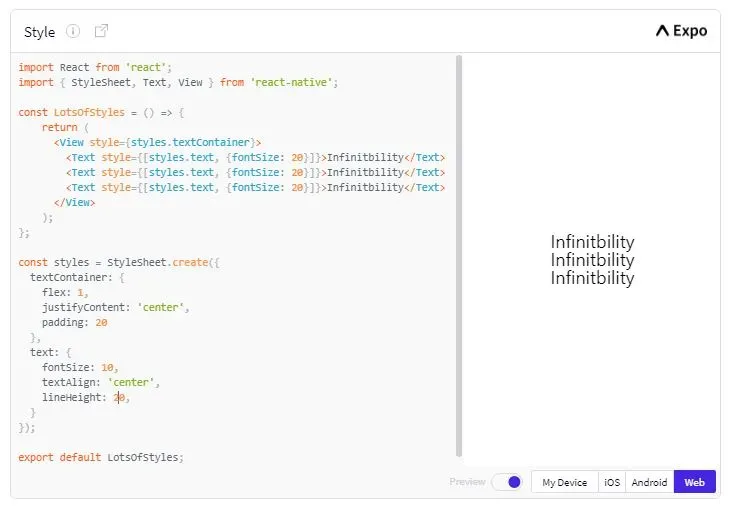 Style
Expo
import React from 'react';
import { StyleSheet, Text, View } from 'react-native';
const LotsOfStyles = () => {
    return (
      <View style={styles.textContainer}>
        <Text style={[styles.text, {fontSize: 20}]}>Infinitbility</Text>
        <Text style={[styles.text, {fontSize: 20}]}>Infinitbility</Text>
        <Text style={[styles.text, {fontSize: 20}]}>Infinitbility</Text>
      </View>
    );
};
const styles = StyleSheet.create({
  textContainer: {
    flex: 1,
    justifyContent: 'center',
    padding: 20
  },
  text: {
    fontSize: 10,
    textAlign: 'center',
    lineHeight: 20,
  }
});
export default LotsOfStyles;
Infinitbility
Infinitbility
Infinitbility
Preview My Device iOS Android Web